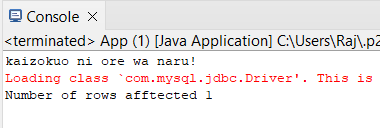 Console ×
<terminated> App (1) [Java Application] C:\Users\Raj\.p2
kaizokuo ni ore wa naru!
Loading class `com.mysql.jdbc.Driver'. This is
Number of rows afftected 1